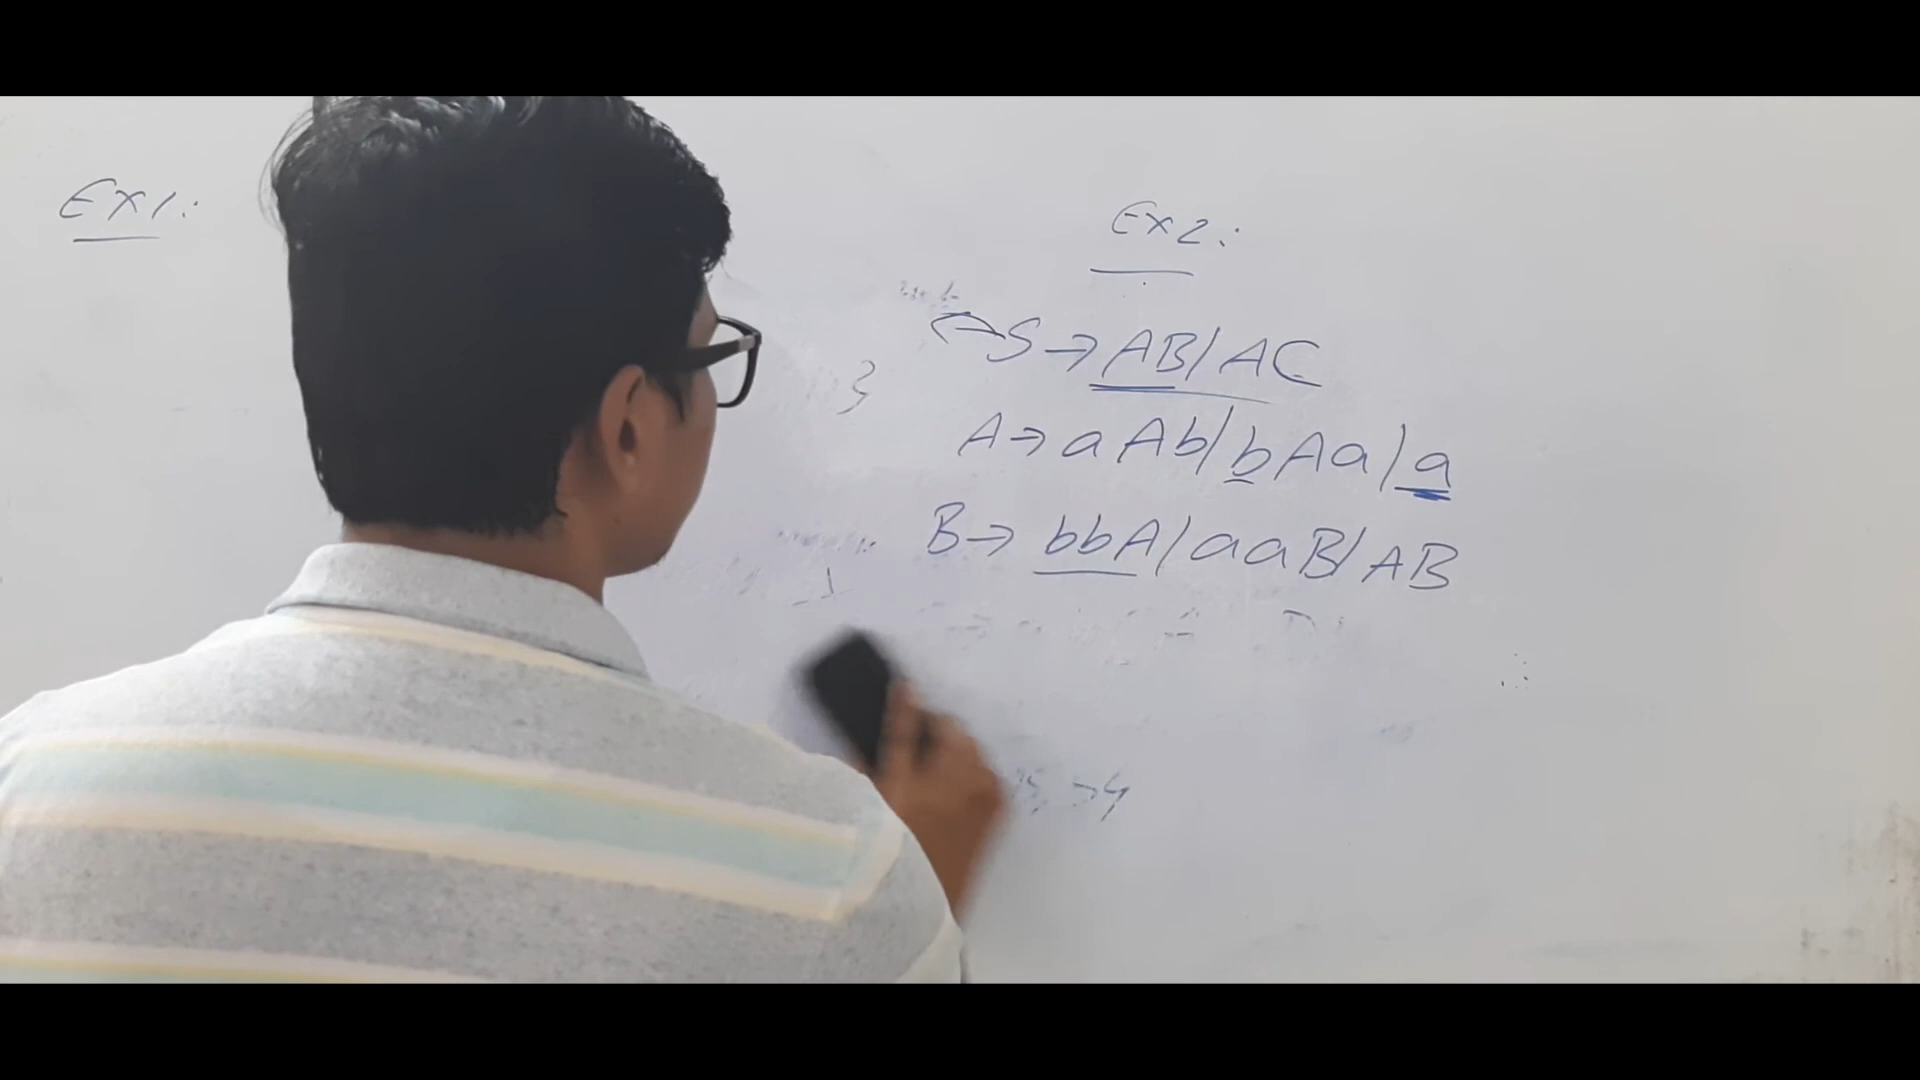 Ex1:
Ex2:
S → AB / AC
A → aAb / bAa / a
B → bbA / aaB / AB